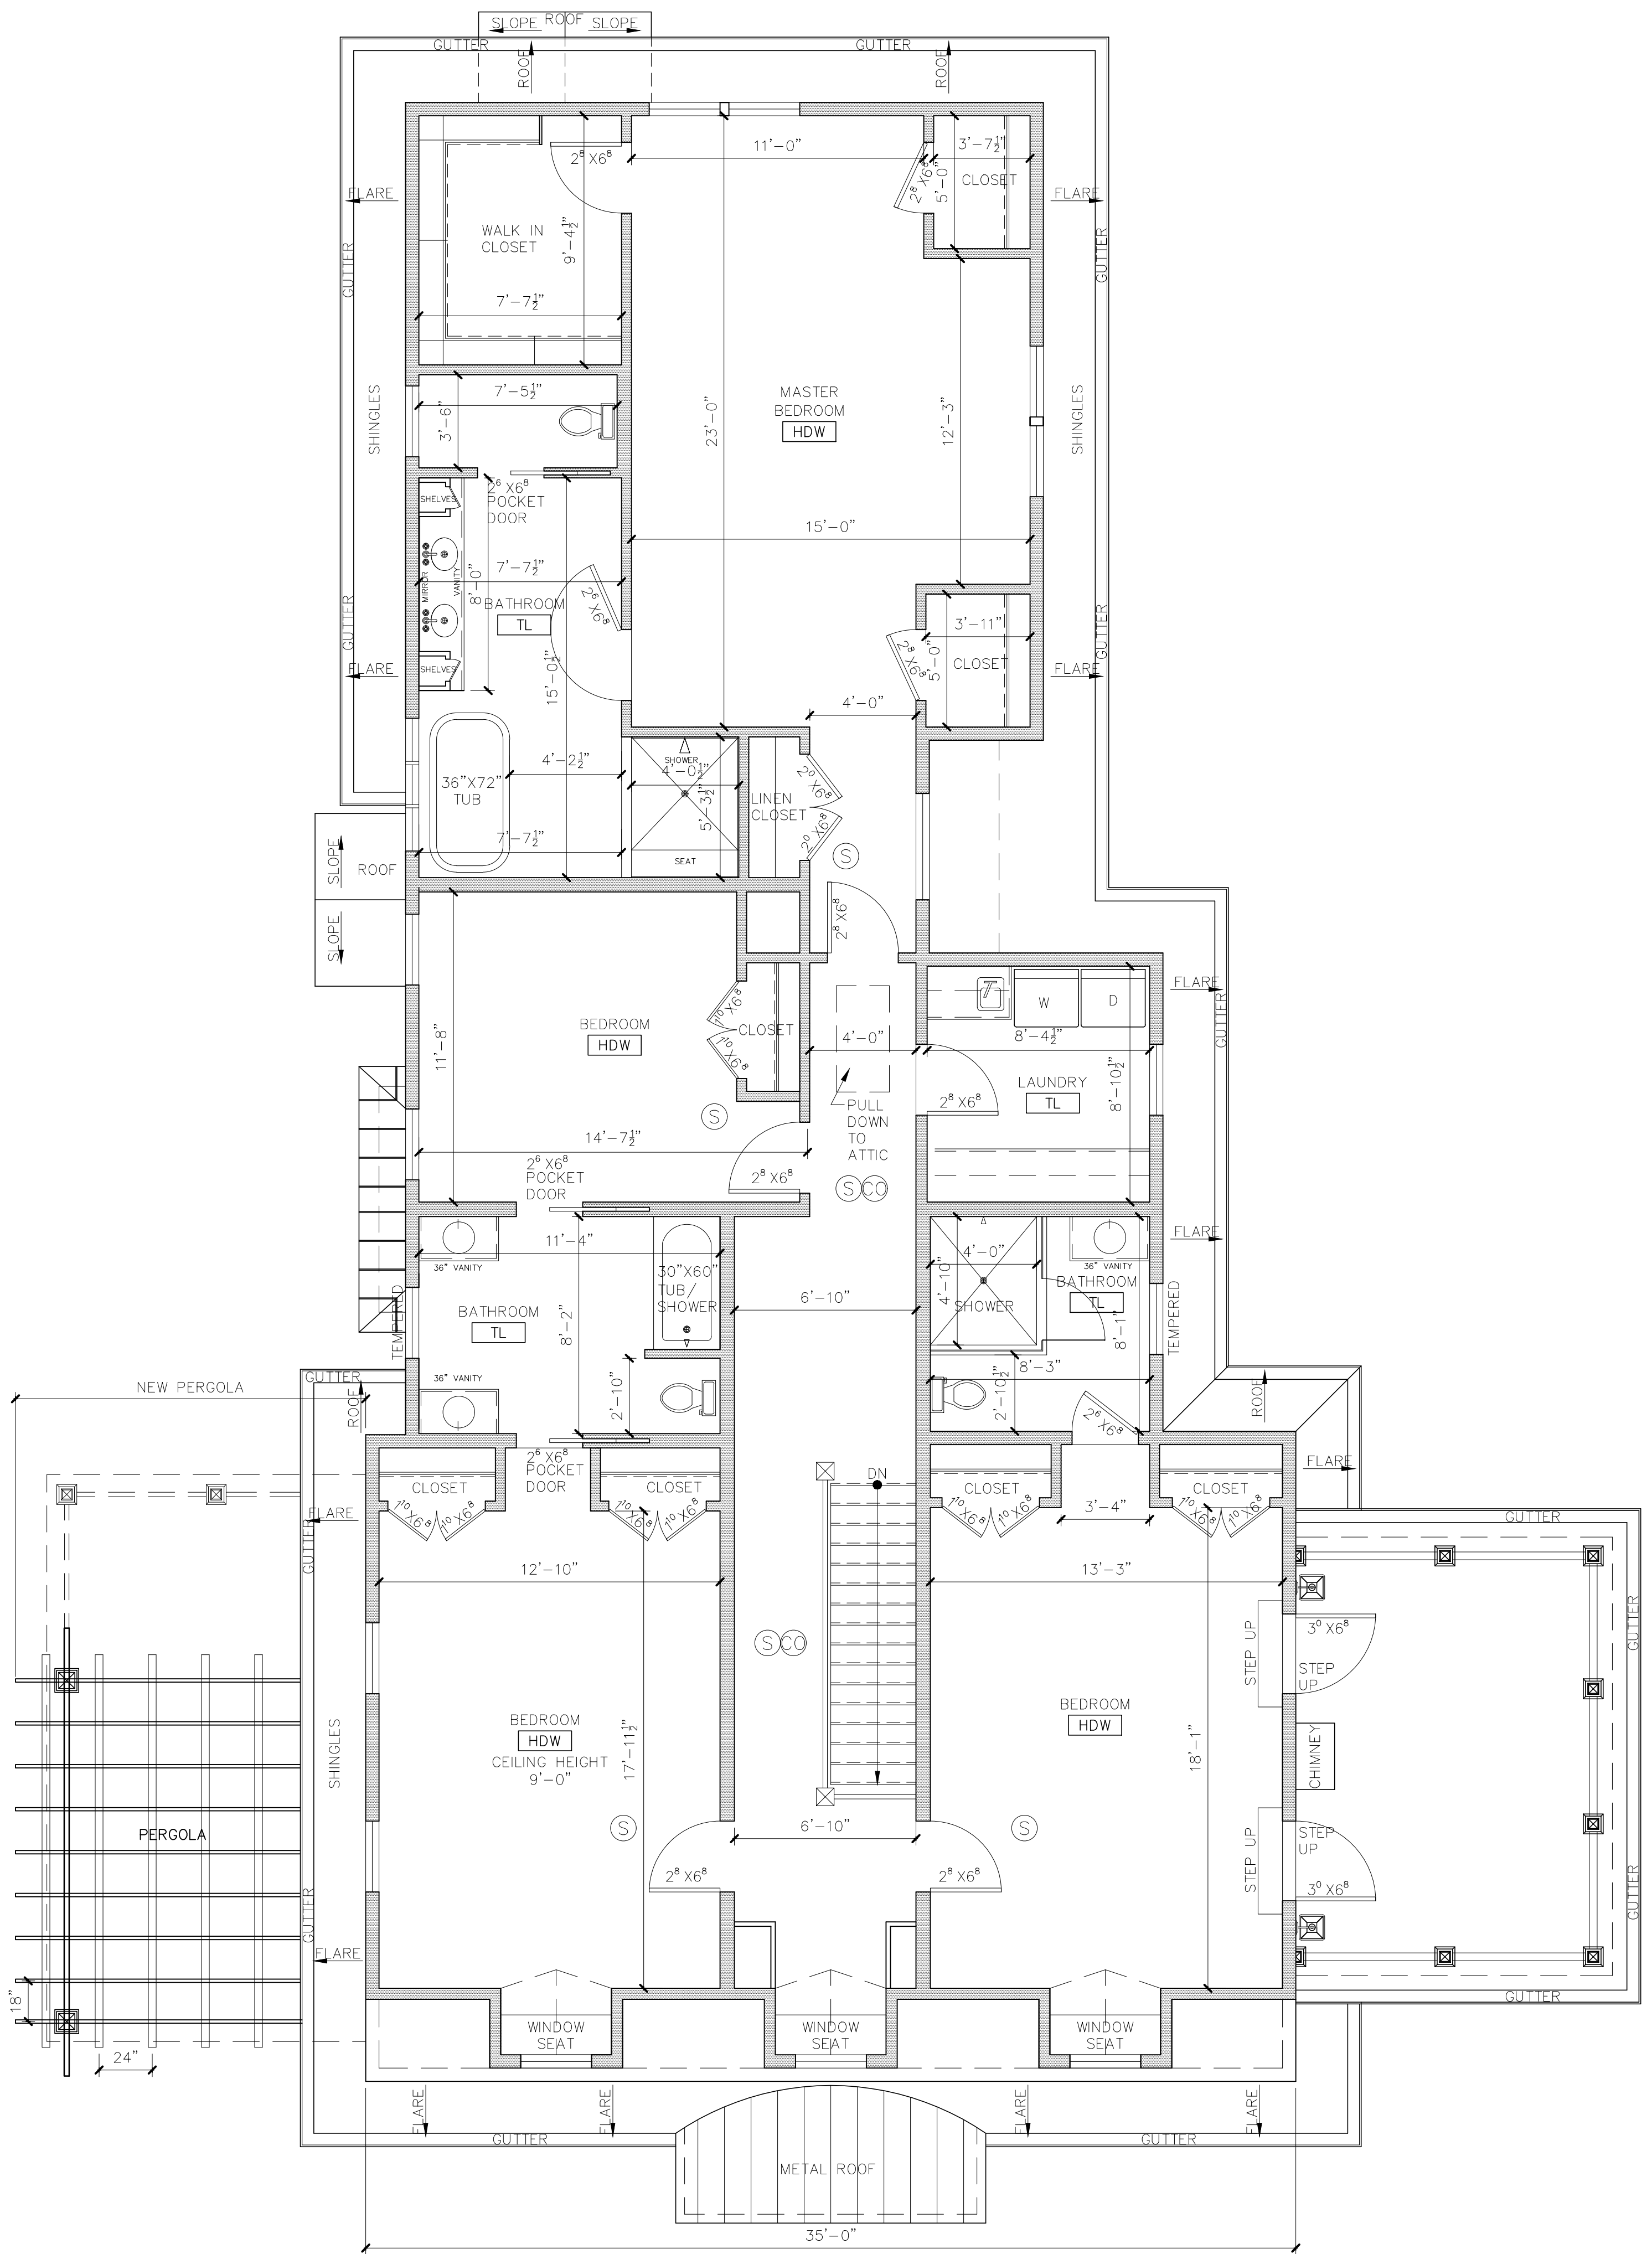 SLOPE ROOF SLOPE
GUTTER
GUTTER
ROOF
ROOF
2⁸ X6⁸
11'-0"
3'-7½"
2⁸ X6⁸
5'-0"
CLOSET
FLARE
FLARE
WALK IN
CLOSET
9'-4½"
GUTTER
GUTTER
7'-7½"
SHINGLES
7'-5½"
3'-6"
23'-0"
MASTER
BEDROOM
HDW
12'-3"
SHINGLES
2⁶ X6⁸
POCKET
DOOR
SHELVES
15'-0"
MIRROR
VANITY
8'-0"
7'-7½"
2⁶ X6⁸
BATHROOM
TL
GUTTER
GUTTER
3'-11"
2⁸ X6⁸
5'-0"
CLOSET
FLARE
SHELVES
15'-0½"
FLARE
4'-0"
36"X72"
TUB
4'-2½"
SHOWER
4'-0½"
5'-3½"
2⁰ X6⁸
LINEN
CLOSET
2⁰ X6⁸
7'-7½"
SEAT
S
SLOPE
ROOF
SLOPE
2⁸ X6⁸
11'-8"
BEDROOM
HDW
1¹⁰ X6⁸
CLOSET
1¹⁰ X6⁸
4'-0"
W
D
8'-4½"
FLARE
GUTTER
LAUNDRY
TL
8'-10½"
2⁸ X6⁸
PULL
DOWN
TO
ATTIC
S
14'-7½"
2⁶ X6⁸
POCKET
DOOR
2⁸ X6⁸
S CO
11'-4"
36" VANITY
30"X60"
TUB/
SHOWER
BATHROOM
TL
8'-2"
TEMPERED
6'-10"
4'-0"
4'-10"
SHOWER
36" VANITY
BATHROOM
TL
8'-1"
TEMPERED
FLARE
8'-3"
2'-10½"
2⁶ X6⁸
36" VANITY
2'-10"
GUTTER
ROOF
ROOF
NEW PERGOLA
2⁶ X6⁸
POCKET
DOOR
CLOSET
1¹⁰ X6⁸
1¹⁰ X6⁸
CLOSET
1¹⁰ X6⁸
1¹⁰ X6⁸
DN
CLOSET
1¹⁰ X6⁸
1¹⁰ X6⁸
3'-4"
CLOSET
1¹⁰ X6⁸
1¹⁰ X6⁸
FLARE
FLARE
GUTTER
GUTTER
GUTTER
12'-10"
13'-3"
S CO
STEP UP
3⁰ X6⁸
STEP
UP
BEDROOM
HDW
CEILING HEIGHT
9'-0"
17'-11½"
BEDROOM
HDW
18'-1"
CHIMNEY
SHINGLES
PERGOLA
S
6'-10"
S
STEP UP
STEP
UP
3⁰ X6⁸
2⁸ X6⁸
2⁸ X6⁸
GUTTER
GUTTER
FLARE
18"
GUTTER
24"
WINDOW
SEAT
WINDOW
SEAT
WINDOW
SEAT
FLARE
FLARE
FLARE
FLARE
GUTTER
GUTTER
METAL ROOF
35'-0"